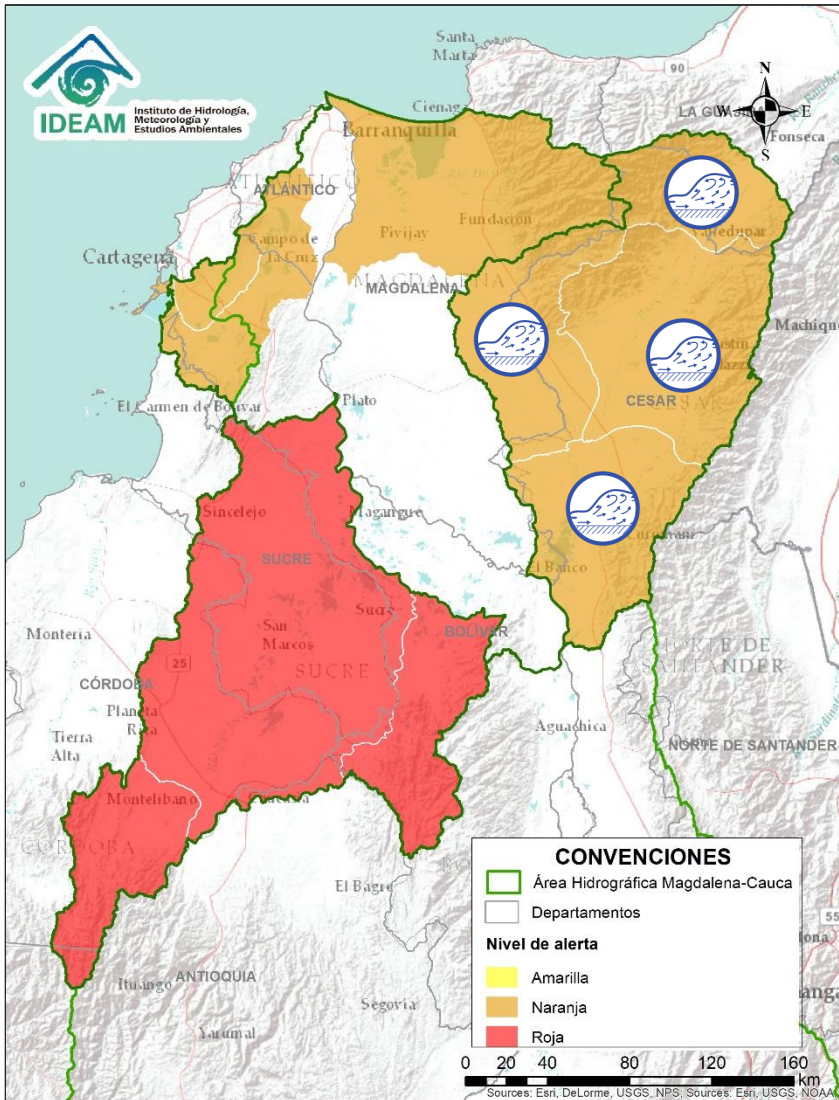 IDEAM
Instituto de Hidrología,
Meteorología y
Estudios Ambientales
Santa
Marta
90
N
W
E
S
Ciénaga
Barranquilla
Fonseca
ATLÁNTICO
Fundación
Campo de
la Cruz
Pivijay
Valledupar
Cartagena
MAGDALENA
MAGDALENA
Machiques
El Carmen de Bolívar
Plato
CESAR
Sincelejo
Magangué
SUCRE
Curumaní
El Banco
Sucre
BOLÍVAR
San
Marcos
Montería
25
SUCRE
NORTE DE
SANTANDER
CÓRDOBA
Planeta
Rica
Tierra
Alta
Aguachica
NORTE DE SANTANDER
Montelíbano
CÓRDOBA
El Bagre
Ituango
ANTIOQUIA
Segovia
Yarumal
55
CONVENCIONES
Área Hidrográfica Magdalena-Cauca
Departamentos
Nivel de alerta
Amarilla
Naranja
Roja
0 20 40 80 120 160
km
Sources: Esri, DeLorme, USGS, NPS; Sources: Esri, USGS, NOAA